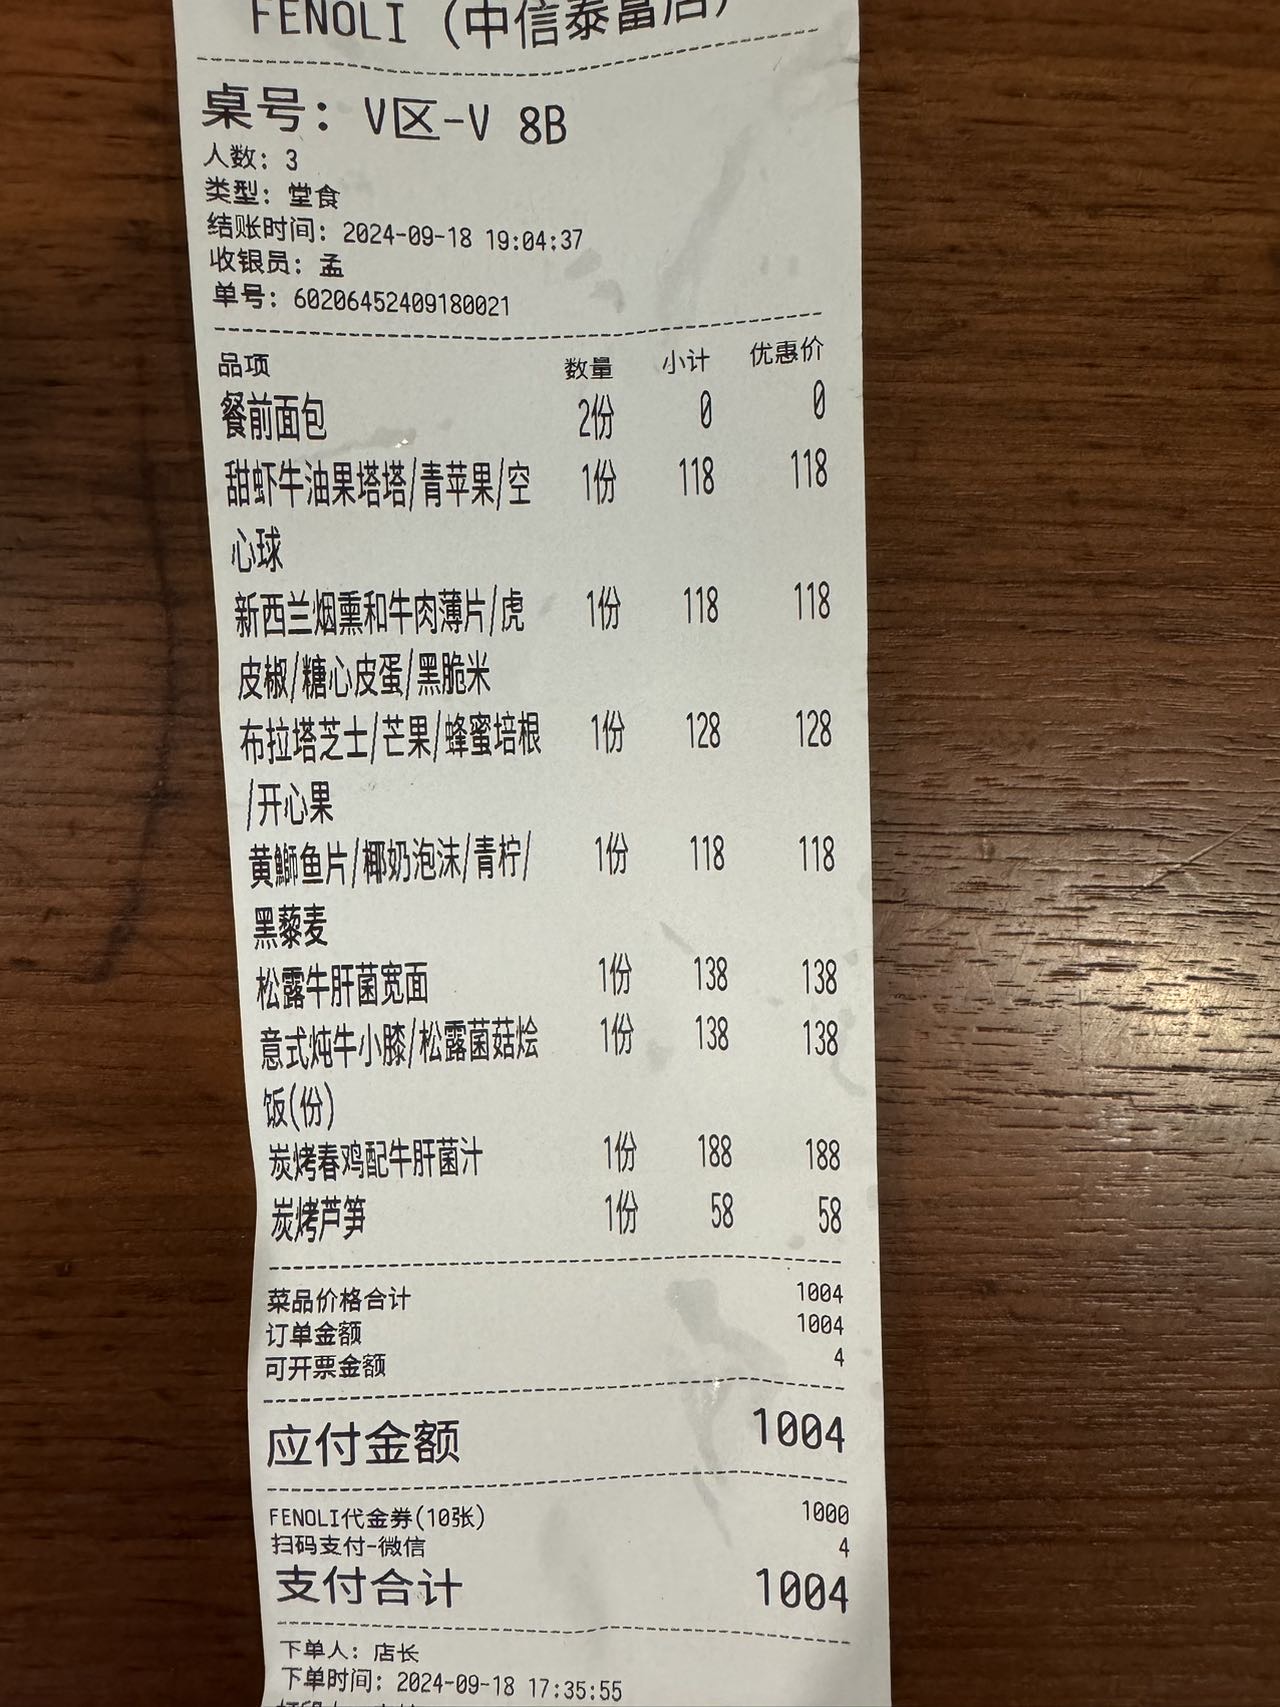 FENOLI (中信泰富店)
桌号: V区-V 8B
人数: 3
类型: 堂食
结账时间: 2024-09-18 19:04:37
收银员: 孟
单号: 602064524091800​21
品项 数量 小计 优惠价
餐前面包 2份 0 0
甜虾牛油果塔塔/青苹果/空 1份 118 118
心球
新西兰烟熏和牛肉薄片/虎 1份 118 118
皮椒/糖心皮蛋/黑脆米
布拉塔芝士/芒果/蜂蜜培根 1份 128 128
/开心果
黄鰤鱼片/椰奶泡沫/青柠/ 1份 118 118
黑藜麦
松露牛肝菌宽面 1份 138 138
意式炖牛小膝/松露菌菇烩 1份 138 138
饭(份)
炭烤春鸡配牛肝菌汁 1份 188 188
炭烤芦笋 1份 58 58
菜品价格合计 1004
订单金额 1004
可开票金额 4
应付金额 1004
FENOLI代金券(10张) 1000
扫码支付-微信 4
支付合计 1004
下单人: 店长
下单时间: 2024-09-18 17:35:55